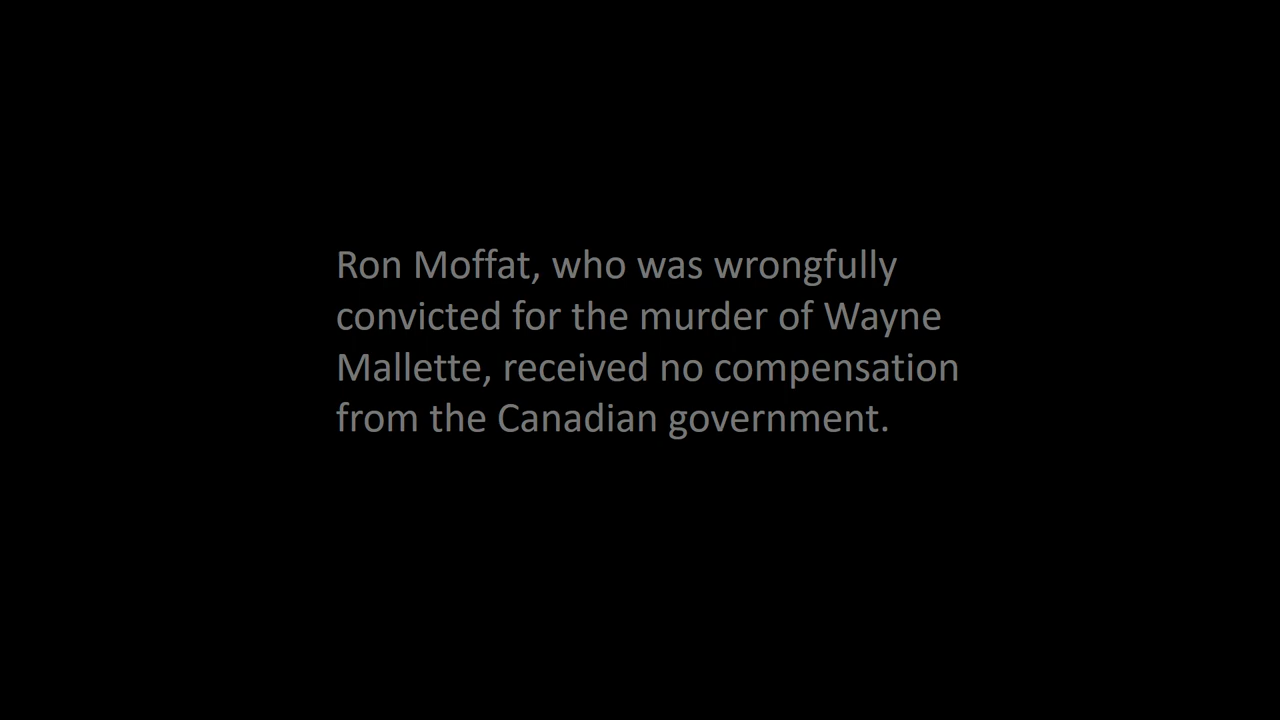 Ron Moffat, who was wrongfully
convicted for the murder of Wayne
Mallette, received no compensation
from the Canadian government.